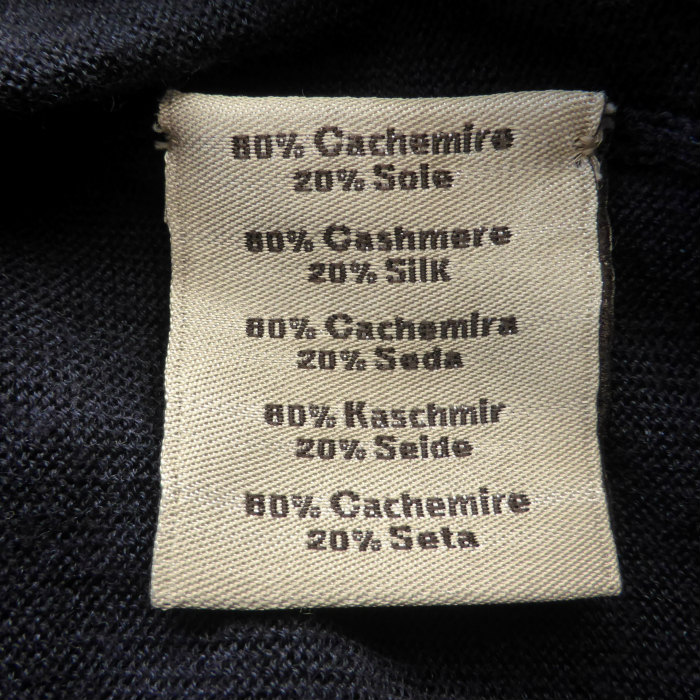 80% Cachemire
20% Soie
80% Cashmere
20% Silk
80% Cachemira
20% Seda
80% Kaschmir
20% Seide
80% Cachemire
20% Seta